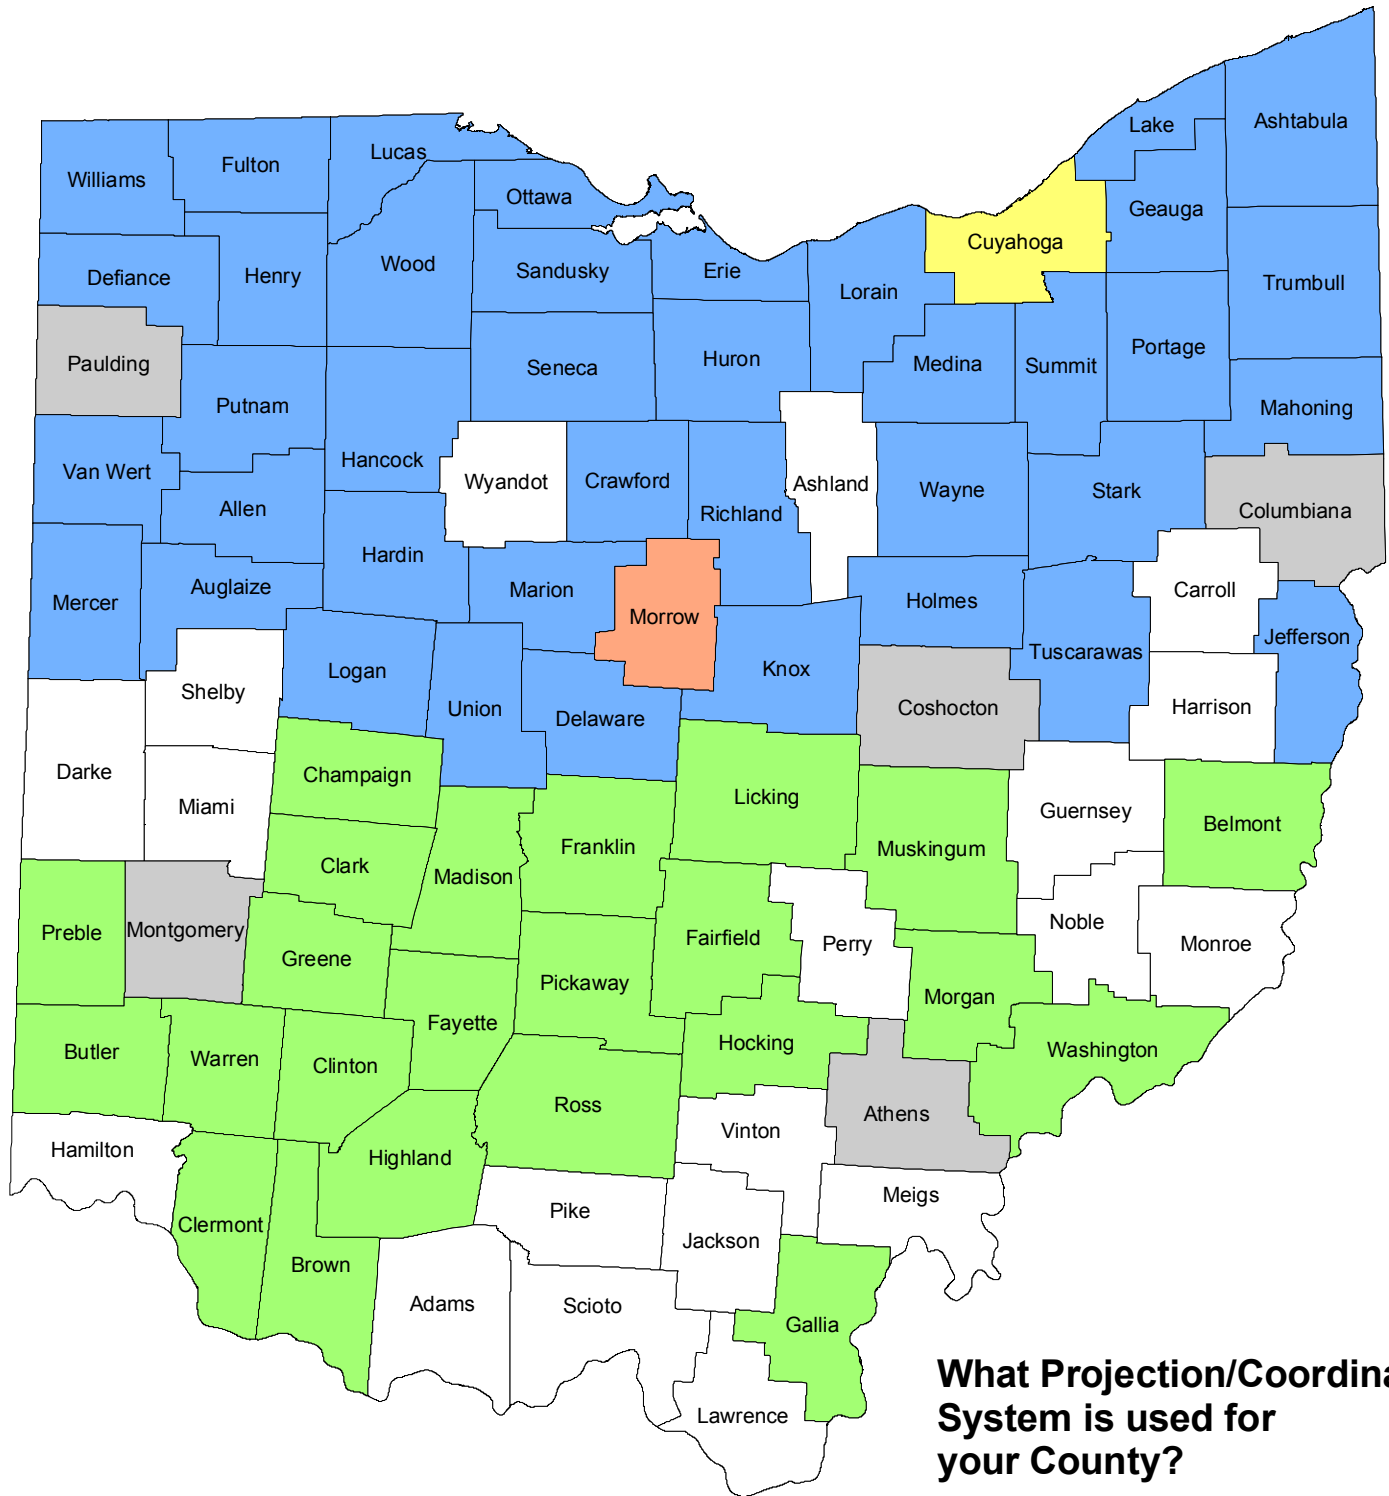 Lake
Ashtabula
Lucas
Fulton
Williams
Ottawa
Geauga
Cuyahoga
Wood
Sandusky
Erie
Henry
Defiance
Lorain
Trumbull
Paulding
Seneca
Huron
Medina
Summit
Portage
Putnam
Mahoning
Hancock
Van Wert
Wyandot
Crawford
Ashland
Wayne
Stark
Allen
Richland
Columbiana
Hardin
Marion
Auglaize
Mercer
Morrow
Holmes
Carroll
Jefferson
Tuscarawas
Logan
Knox
Shelby
Union
Delaware
Coshocton
Harrison
Darke
Champaign
Miami
Licking
Guernsey
Belmont
Franklin
Muskingum
Clark
Madison
Preble
Montgomery
Fairfield
Perry
Noble
Monroe
Greene
Pickaway
Morgan
Fayette
Hocking
Washington
Butler
Warren
Clinton
Ross
Athens
Vinton
Hamilton
Highland
Meigs
Pike
Clermont
Jackson
Brown
Adams
Scioto
Gallia
Lawrence
What Projection/Coordina
System is used for
your County?